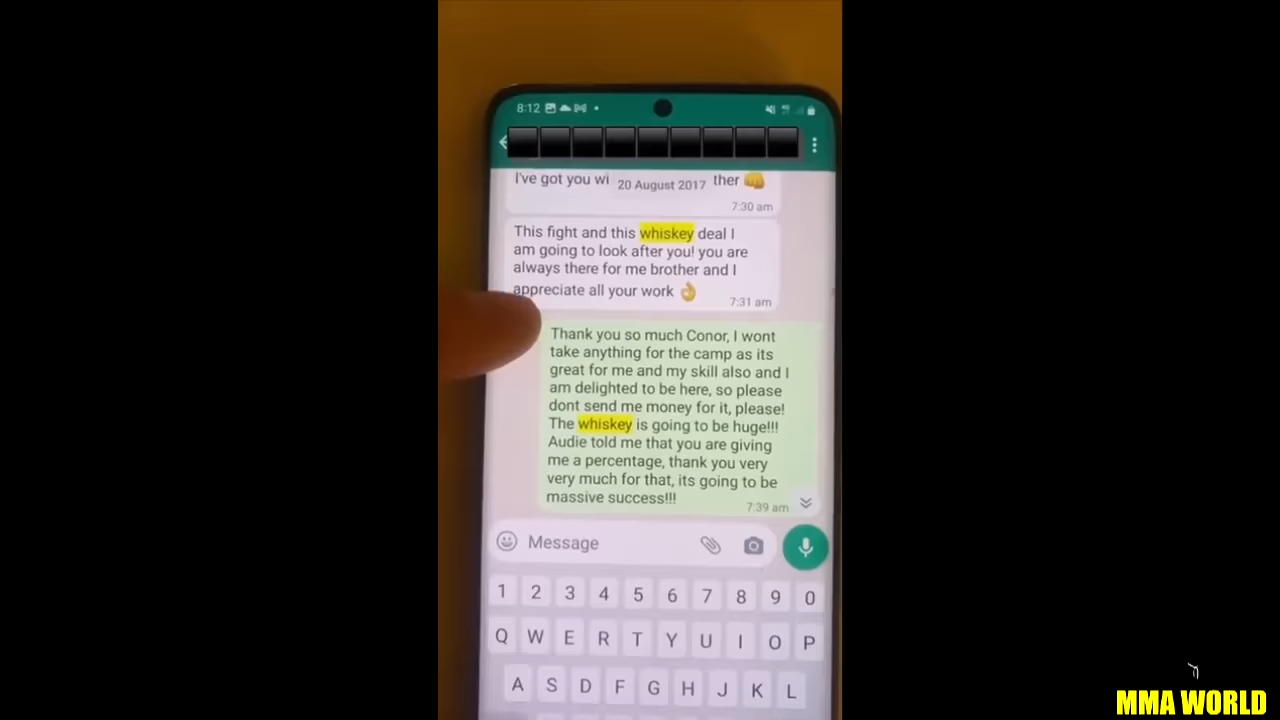 8:12
I've got you wi
20 August 2017
ther 👊
7:30 am
This fight and this whiskey deal I
am going to look after you! you are
always there for me brother and I
appreciate all your work 👌
7:31 am
Thank you so much Conor, I wont
take anything for the camp as its
great for me and my skill also and I
am delighted to be here, so please
dont send me money for it, please!
The whiskey is going to be huge!!!
Audie told me that you are giving
me a percentage, thank you very
very much for that, its going to be
massive success!!!
7:39 am
Message
1 2 3 4 5 6 7 8 9 0
Q W E R T Y U I O P
A S D F G H J K L
MMA WORLD